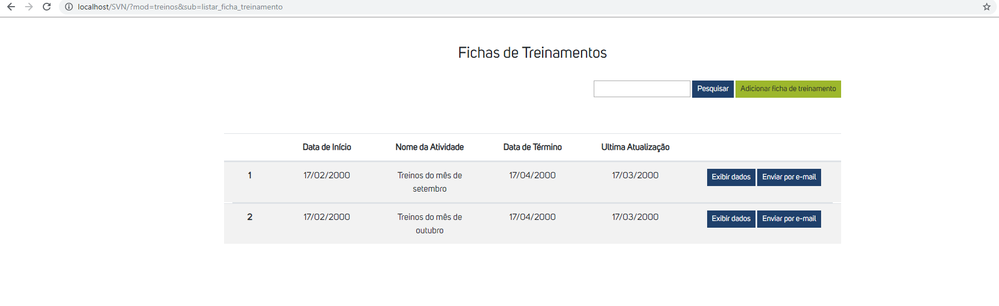 localhost/SVN/?mod=treinos&sub=listar_ficha_treinamento
Fichas de Treinamentos
Pesquisar Adicionar ficha de treinamento
Data de Início Nome da Atividade Data de Término Ultima Atualização
1 17/02/2000 Treinos do mês de 17/04/2000 17/03/2000 Exibir dados Enviar por e-mail
setembro
2 17/02/2000 Treinos do mês de 17/04/2000 17/03/2000 Exibir dados Enviar por e-mail
outubro